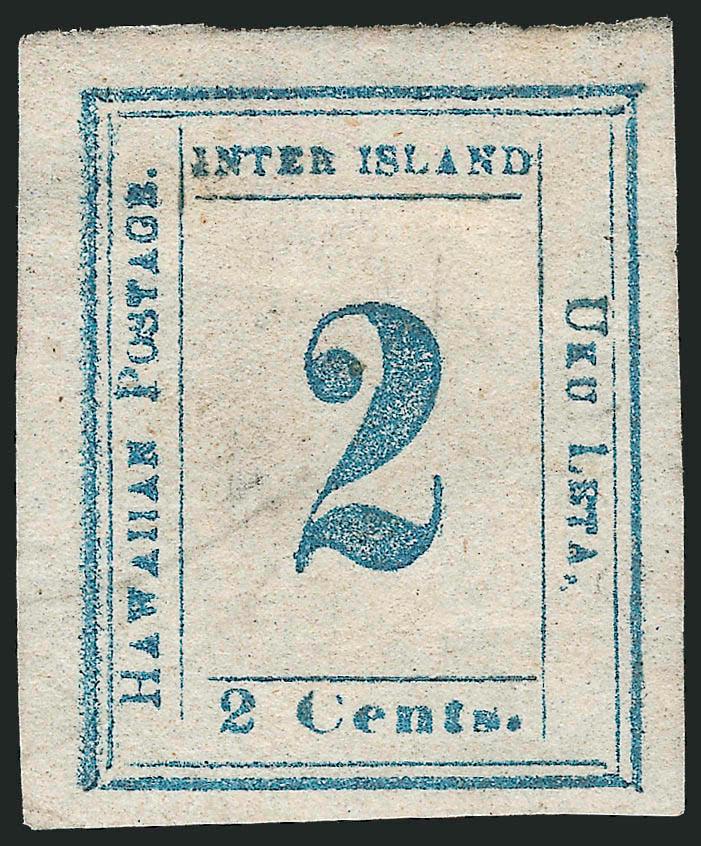 INTER ISLAND
HAWAIIAN POSTAGE.
2
UKU LETA.
2 Cents.